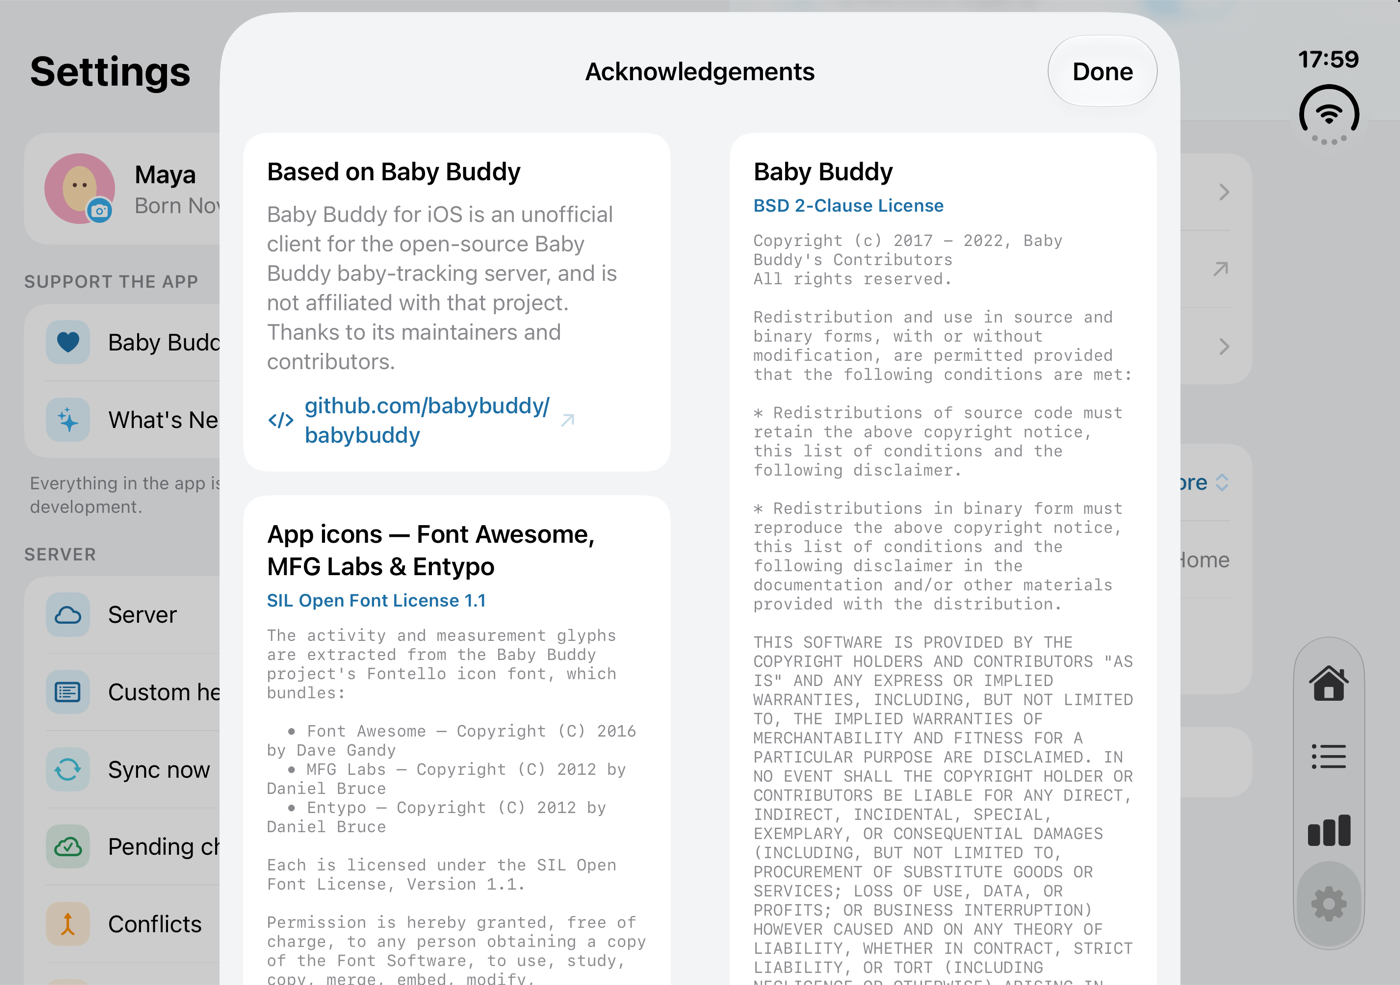 Settings
Maya
Born Nov
SUPPORT THE APP
Baby Budd
What's Ne
Everything in the app is
development.
SERVER
Server
Custom he
Sync now
Pending ch
Conflicts
Acknowledgements
Done
Based on Baby Buddy
Baby Buddy for iOS is an unofficial
client for the open-source Baby
Buddy baby-tracking server, and is
not affiliated with that project.
Thanks to its maintainers and
contributors.
</> github.com/babybuddy/
babybuddy
App icons — Font Awesome,
MFG Labs & Entypo
SIL Open Font License 1.1
The activity and measurement glyphs
are extracted from the Baby Buddy
project's Fontello icon font, which
bundles:
• Font Awesome — Copyright (C) 2016
by Dave Gandy
• MFG Labs — Copyright (C) 2012 by
Daniel Bruce
• Entypo — Copyright (C) 2012 by
Daniel Bruce
Each is licensed under the SIL Open
Font License, Version 1.1.
Permission is hereby granted, free of
charge, to any person obtaining a copy
of the Font Software, to use, study,
copy, merge, embed, modify,
Baby Buddy
BSD 2-Clause License
Copyright (c) 2017 – 2022, Baby
Buddy's Contributors
All rights reserved.
Redistribution and use in source and
binary forms, with or without
modification, are permitted provided
that the following conditions are met:
* Redistributions of source code must
retain the above copyright notice,
this list of conditions and the
following disclaimer.
* Redistributions in binary form must
reproduce the above copyright notice,
this list of conditions and the
following disclaimer in the
documentation and/or other materials
provided with the distribution.
THIS SOFTWARE IS PROVIDED BY THE
COPYRIGHT HOLDERS AND CONTRIBUTORS "AS
IS" AND ANY EXPRESS OR IMPLIED
WARRANTIES, INCLUDING, BUT NOT LIMITED
TO, THE IMPLIED WARRANTIES OF
MERCHANTABILITY AND FITNESS FOR A
PARTICULAR PURPOSE ARE DISCLAIMED. IN
NO EVENT SHALL THE COPYRIGHT HOLDER OR
CONTRIBUTORS BE LIABLE FOR ANY DIRECT,
INDIRECT, INCIDENTAL, SPECIAL,
EXEMPLARY, OR CONSEQUENTIAL DAMAGES
(INCLUDING, BUT NOT LIMITED TO,
PROCUREMENT OF SUBSTITUTE GOODS OR
SERVICES; LOSS OF USE, DATA, OR
PROFITS; OR BUSINESS INTERRUPTION)
HOWEVER CAUSED AND ON ANY THEORY OF
LIABILITY, WHETHER IN CONTRACT, STRICT
LIABILITY, OR TORT (INCLUDING
NEGLIGENCE OR OTHERWISE) ARISING IN
17:59
ore
Home